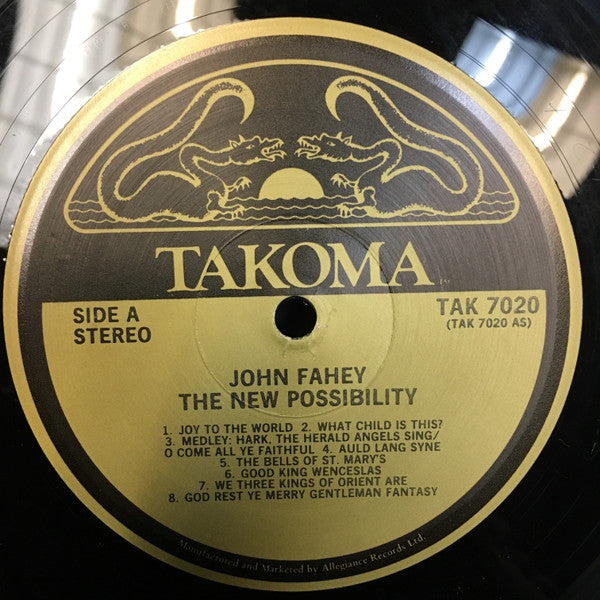 TAKOMA
SIDE A
STEREO
TAK 7020
(TAK 7020 AS)
JOHN FAHEY
THE NEW POSSIBILITY
1. JOY TO THE WORLD 2. WHAT CHILD IS THIS?
3. MEDLEY: HARK, THE HERALD ANGELS SING/
O COME ALL YE FAITHFUL 4. AULD LANG SYNE
5. THE BELLS OF ST. MARY'S
6. GOOD KING WENCESLAS
7. WE THREE KINGS OF ORIENT ARE
8. GOD REST YE MERRY GENTLEMAN FANTASY
Manufactured and Marketed by Allegiance Records Ltd.